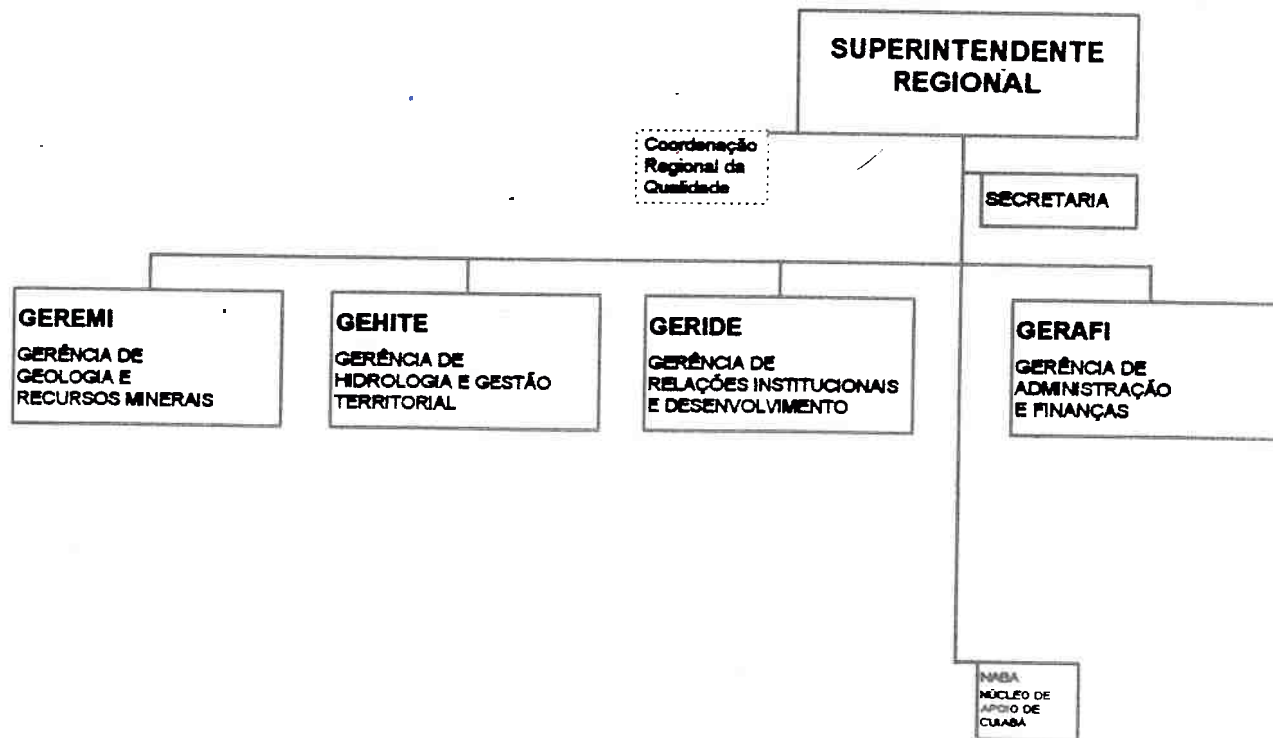 SUPERINTENDENTE
REGIONAL
Coordenação
Regional da
Qualidade
SECRETARIA
GEREMI
GERÊNCIA DE
GEOLOGIA E
RECURSOS MINERAIS
GEHITE
GERÊNCIA DE
HIDROLOGIA E GESTÃO
TERRITORIAL
GERIDE
GERÊNCIA DE
RELAÇÕES INSTITUCIONAIS
E DESENVOLVIMENTO
GERAFI
GERÊNCIA DE
ADMINISTRAÇÃO
E FINANÇAS
NABA
NÚCLEO DE
APOIO DE
CUIABÁ